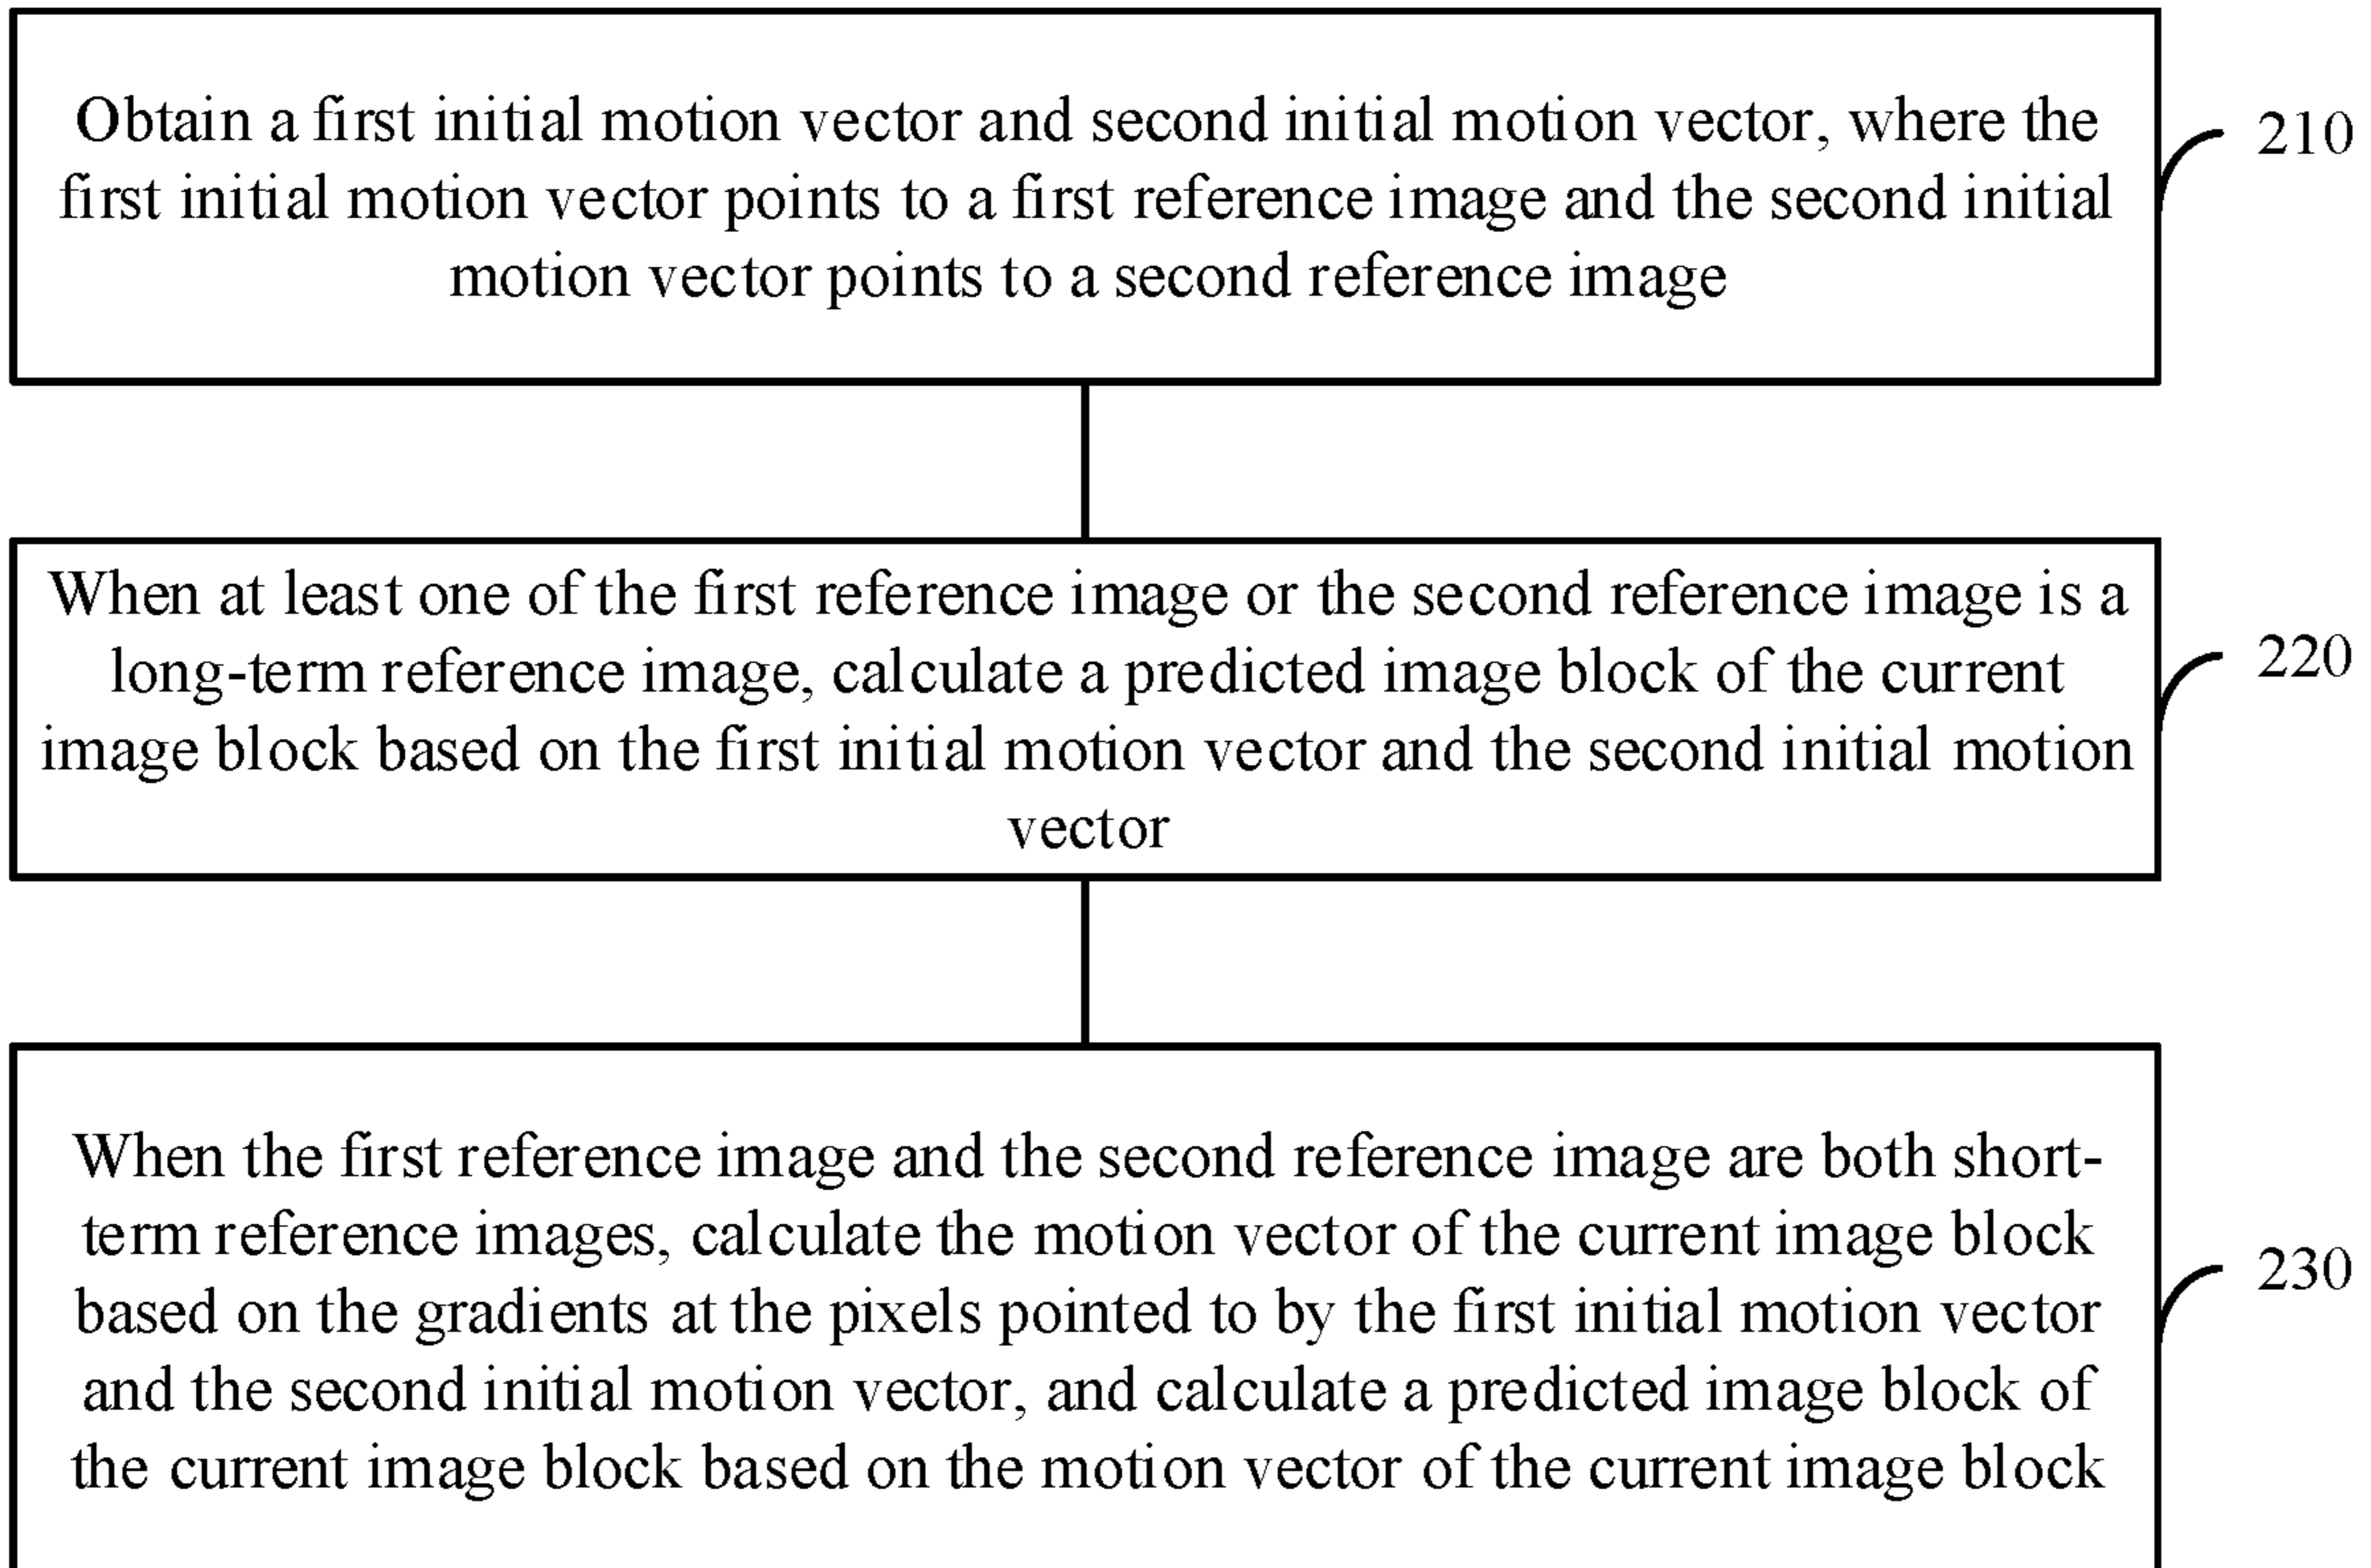 Obtain a first initial motion vector and second initial motion vector, where the
first initial motion vector points to a first reference image and the second initial
motion vector points to a second reference image
210
When at least one of the first reference image or the second reference image is a
long-term reference image, calculate a predicted image block of the current
image block based on the first initial motion vector and the second initial motion
vector
220
When the first reference image and the second reference image are both short-
term reference images, calculate the motion vector of the current image block
based on the gradients at the pixels pointed to by the first initial motion vector
and the second initial motion vector, and calculate a predicted image block of
the current image block based on the motion vector of the current image block
230